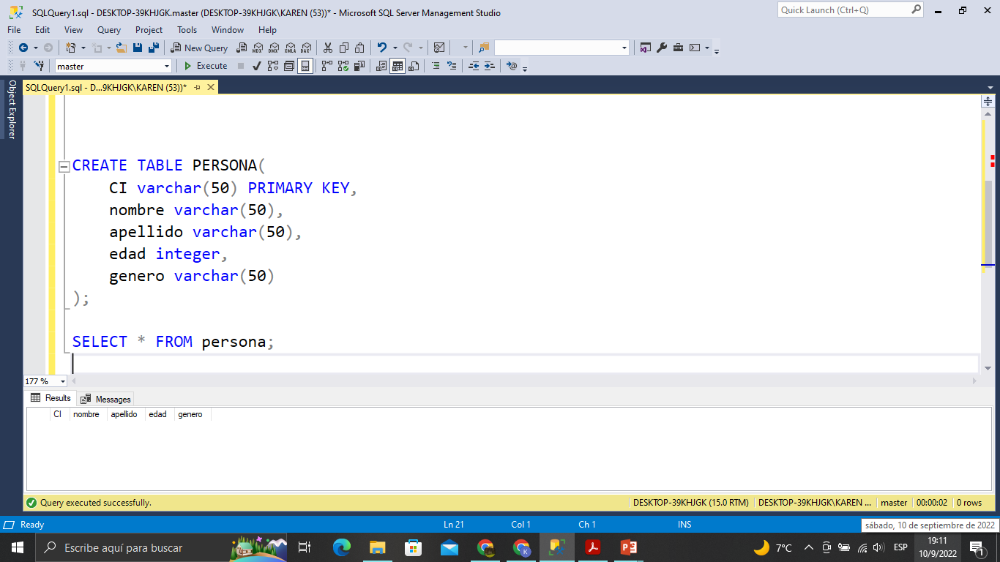 SQLQuery1.sql - DESKTOP-39KHJGK.master (DESKTOP-39KHJGK\KAREN (53))* - Microsoft SQL Server Management Studio
Quick Launch (Ctrl+Q)
File Edit View Query Project Tools Window Help
New Query MDX DMX XMLA DAX
master Execute
Object Explorer
SQLQuery1.sql - D...9KHJGK\KAREN (53))*
CREATE TABLE PERSONA(
CI varchar(50) PRIMARY KEY,
nombre varchar(50),
apellido varchar(50),
edad integer,
genero varchar(50)
);
SELECT * FROM persona;
177 %
Results Messages
CI nombre apellido edad genero
Query executed successfully. DESKTOP-39KHJGK (15.0 RTM) DESKTOP-39KHJGK\KAREN ... master 00:00:02 0 rows
Ready Ln 21 Col 1 Ch 1 INS
sábado, 10 de septiembre de 2022
Escribe aquí para buscar 7°C ESP 19:11
10/9/2022 1